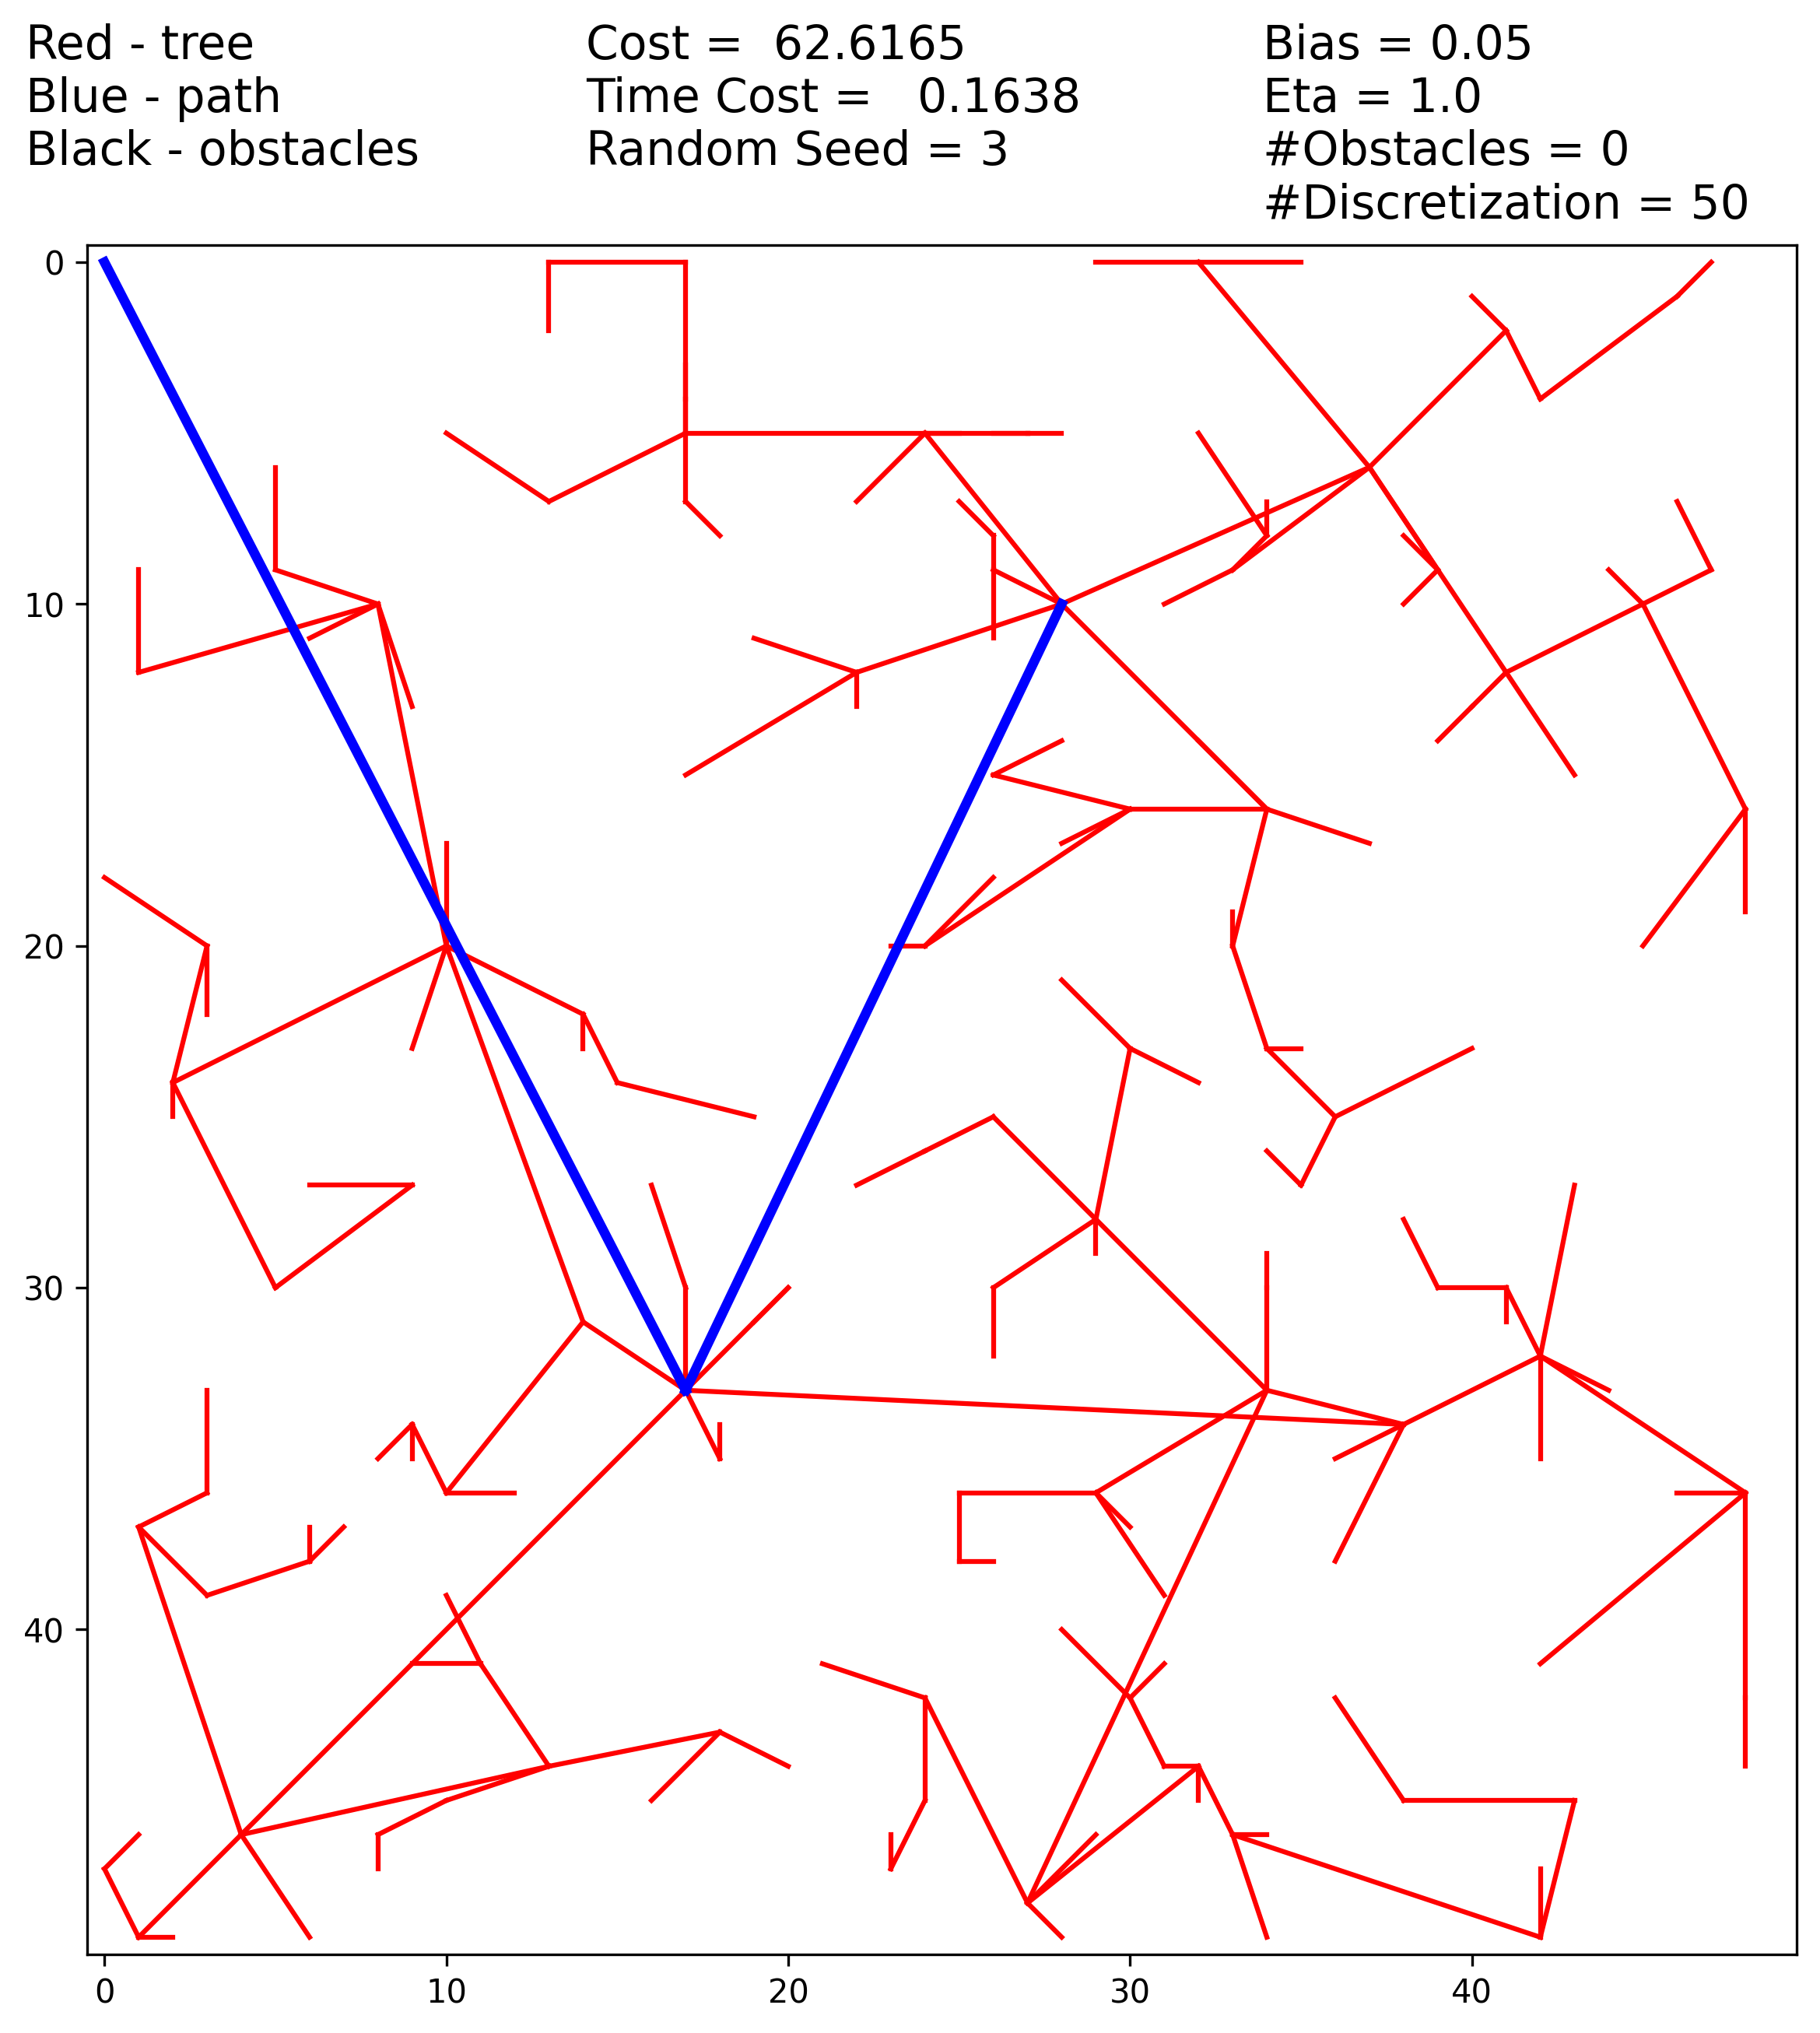 Red - tree
Blue - path
Black - obstacles
Cost =  62.6165
Time Cost =   0.1638
Random Seed = 3
Bias = 0.05
Eta = 1.0
#Obstacles = 0
#Discretization = 50
0
10
20
30
40
0
10
20
30
40